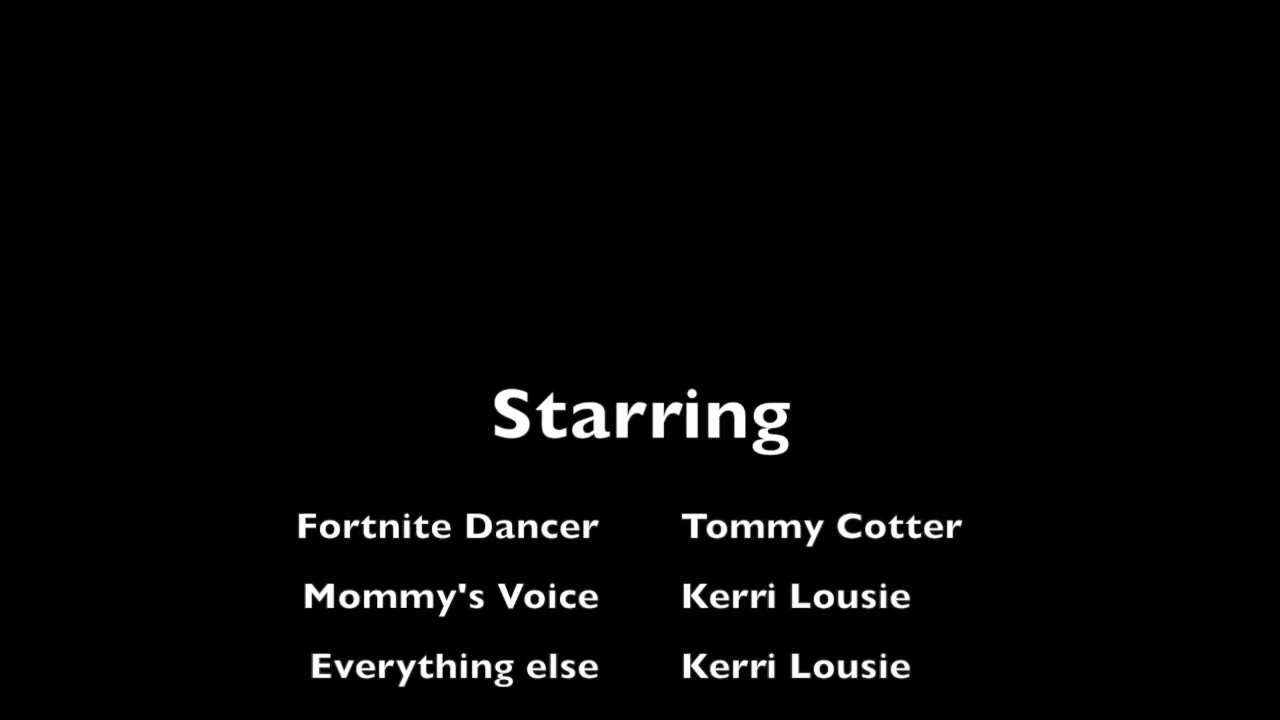 Starring
Fortnite Dancer Tommy Cotter
Mommy's Voice Kerri Lousie
Everything else Kerri Lousie